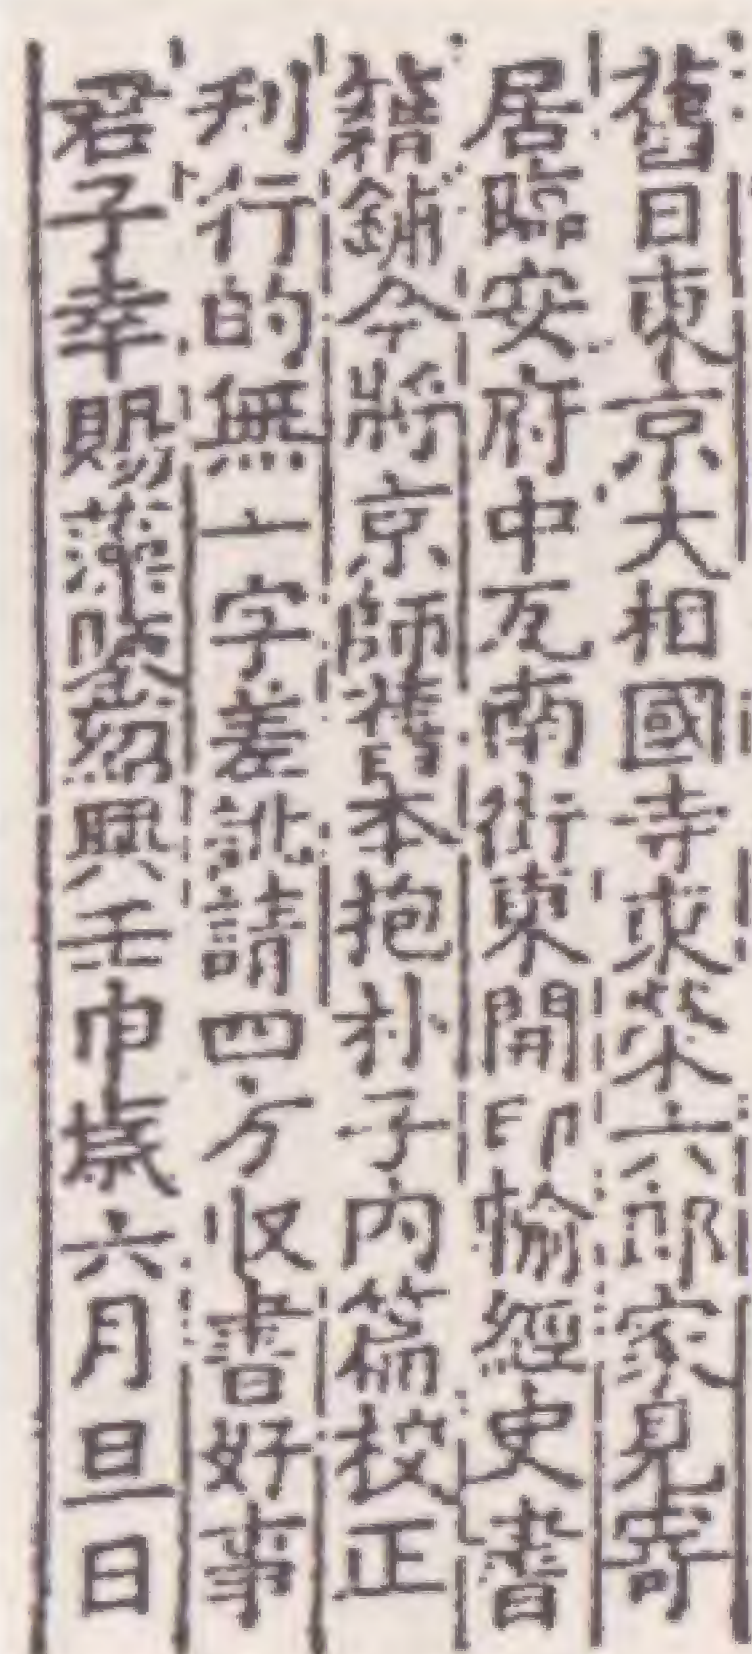 舊日東京大相國寺東榮六郎家見寄
居臨安府中瓦南街東開印輸經史書
籍鋪今將京師舊本抱朴子內篇校正
刋行的無一字差訛請四方收書好事
君子幸賜藻鑒紹興壬申歲六月旦日